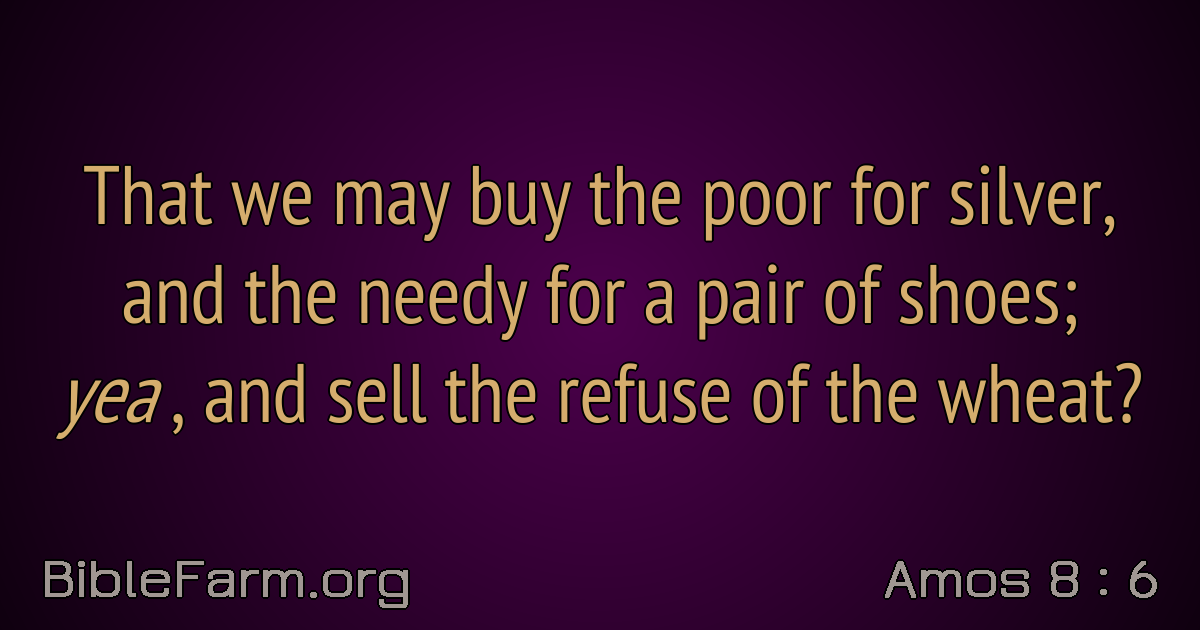 That we may buy the poor for silver,
and the needy for a pair of shoes;
yea , and sell the refuse of the wheat?
BibleFarm.org
Amos 8 : 6